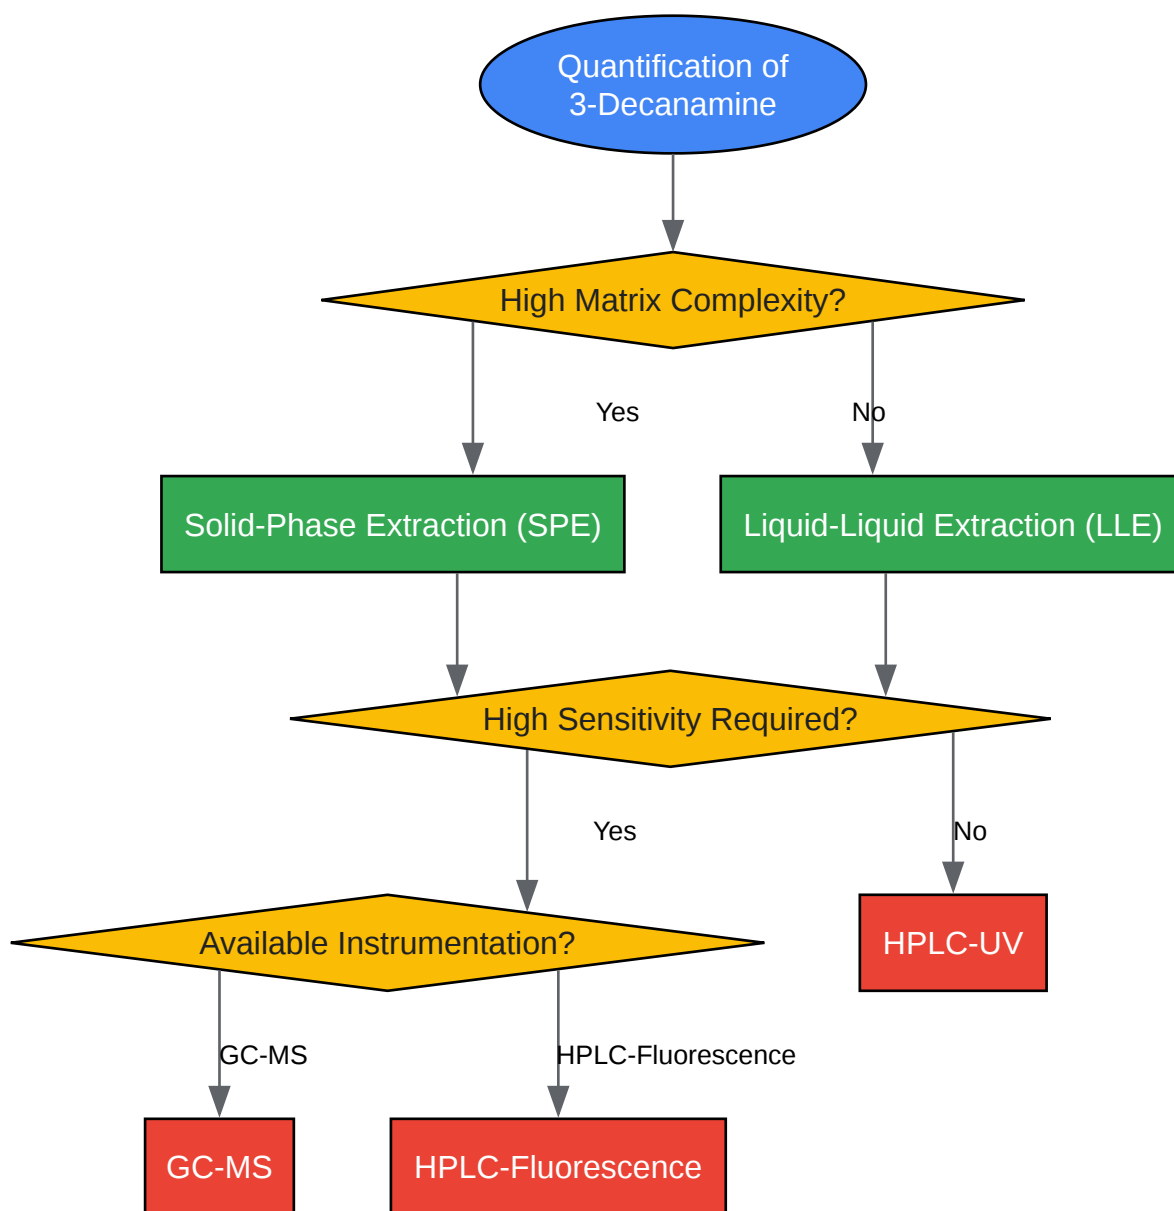 Quantification of
3-Decanamine
High Matrix Complexity?
Yes
No
Solid-Phase Extraction (SPE)
Liquid-Liquid Extraction (LLE)
High Sensitivity Required?
Yes
No
Available Instrumentation?
HPLC-UV
GC-MS
HPLC-Fluorescence
GC-MS
HPLC-Fluorescence